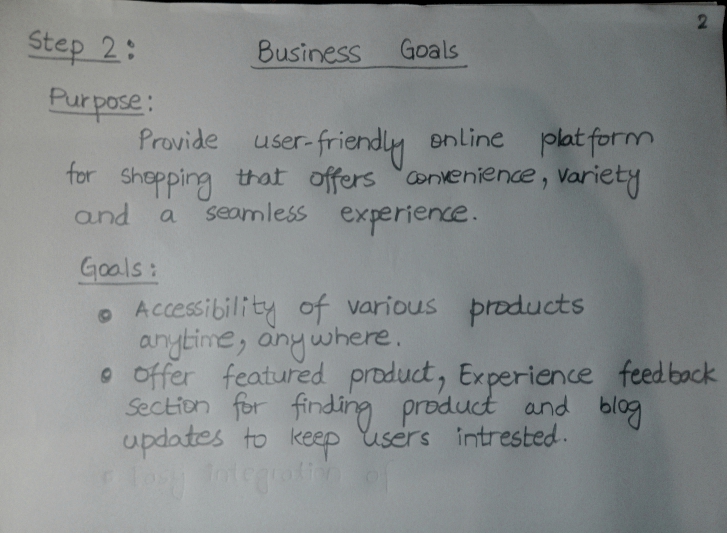 2
Step 2:
Business Goals
Purpose:
Provide user-friendly online platform
for shopping that offers convenience, variety
and a seamless experience.
Goals:
• Accessibility of various products
anytime, anywhere.
• Offer featured product, Experience feedback
section for finding product and blog
updates to keep users intrested.
integration of